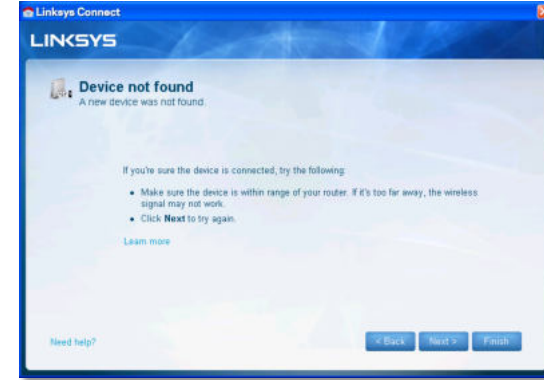 Linksys Connect
LINKSYS
Device not found
A new device was not found.
If you're sure the device is connected, try the following:
• Make sure the device is within range of your router. If it's too far away, the wireless
signal may not work.
• Click Next to try again.
Learn more
Need help?
< Back Next > Finish